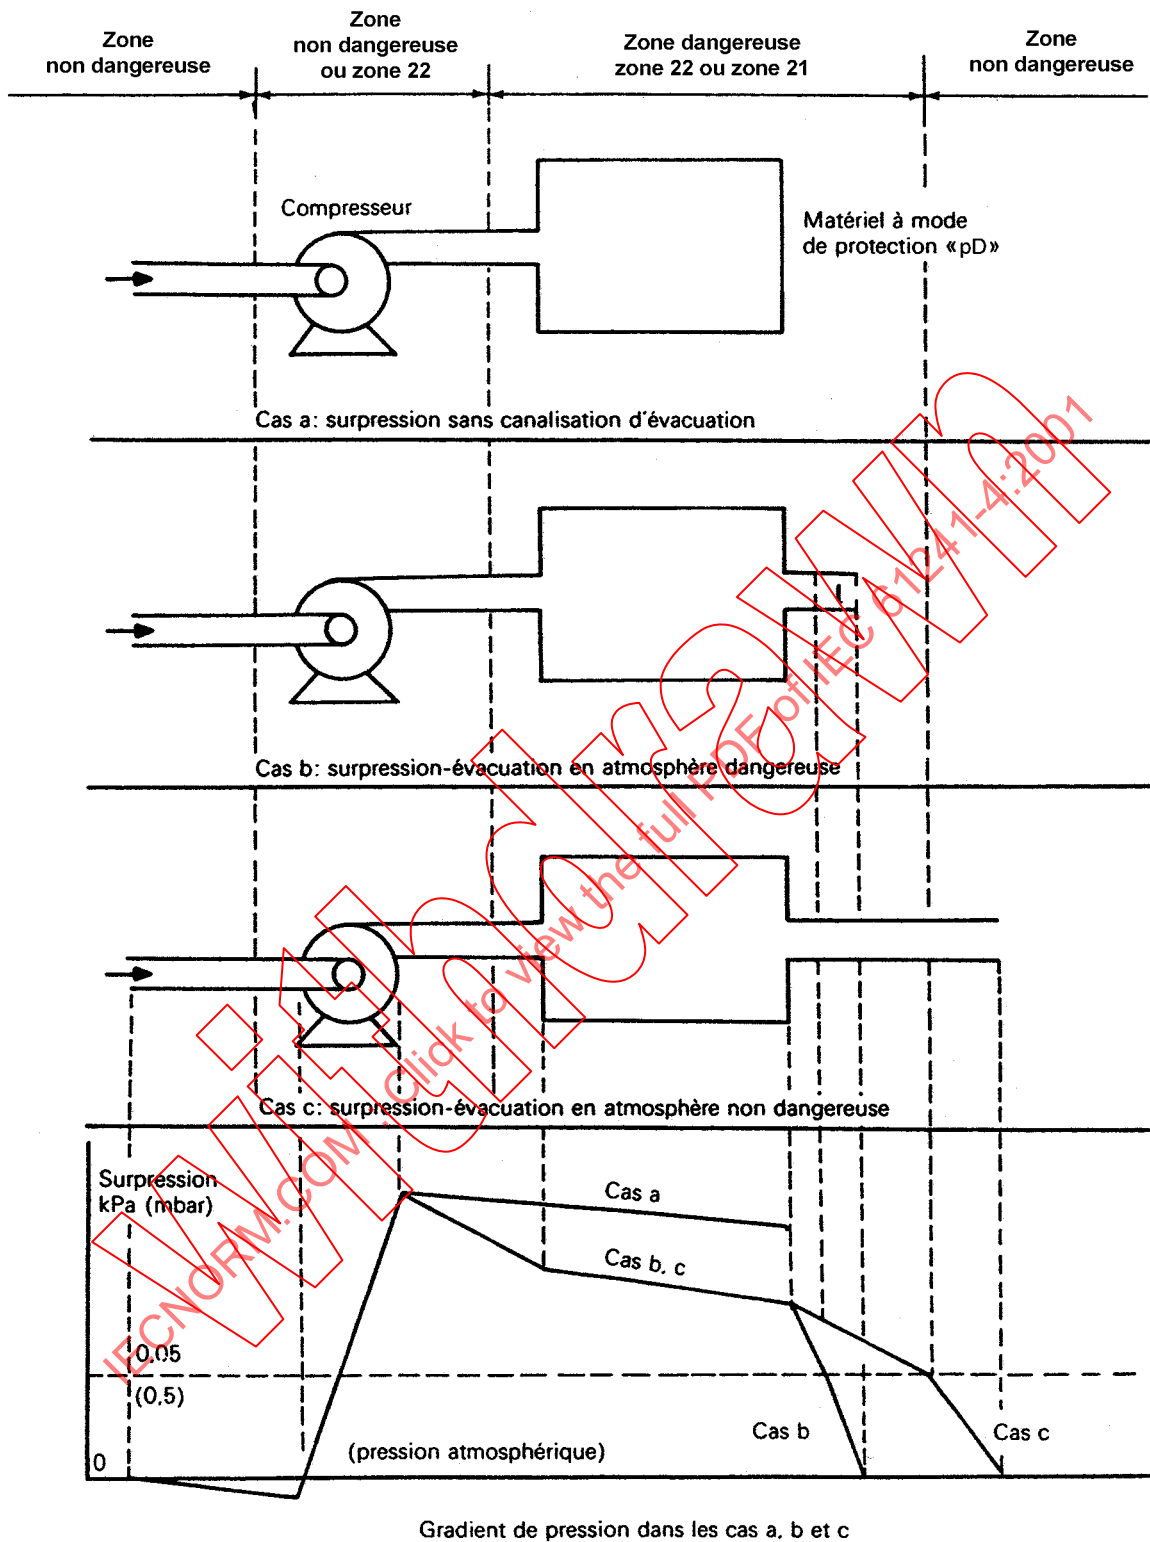 Zone
non dangereuse
Zone
non dangereuse
ou zone 22
Zone dangereuse
zone 22 ou zone 21
Zone
non dangereuse
Compresseur
Matériel à mode
de protection «pD»
Cas a: surpression sans canalisation d'évacuation
Cas b: surpression-évacuation en atmosphère dangereuse
Cas c: surpression-évacuation en atmosphère non dangereuse
Surpression
kPa (mbar)
Cas a
Cas b, c
0,05
(0,5)
Cas b
Cas c
(pression atmosphérique)
0
Gradient de pression dans les cas a, b et c
Withdrawn
IECNORM.COM : Click to view the full PDF of IEC 61241-4:2001